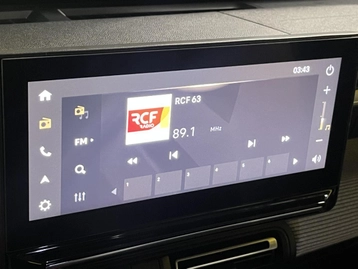 03:43
RCF 63
RCF
RADIO
89.1 MHz
FM
1 2 3 4 5 6